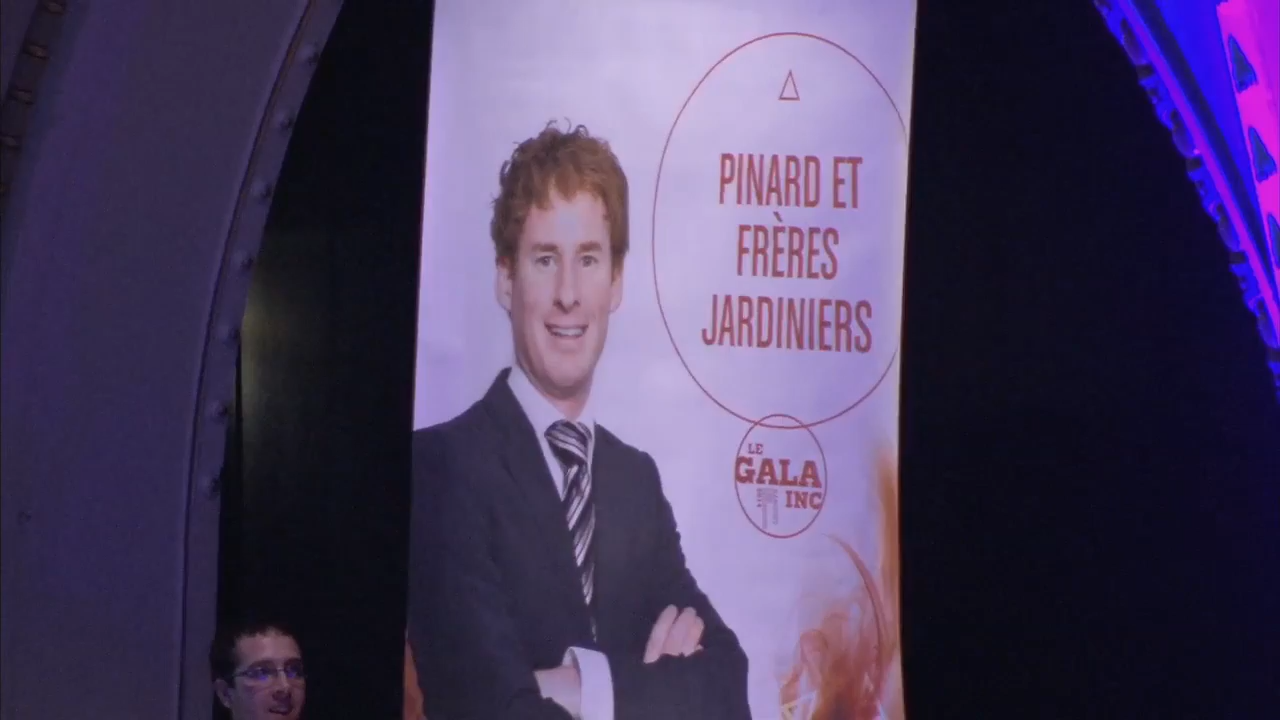 PINARD ET
FRÈRES
JARDINIERS
LE
GALA
INC